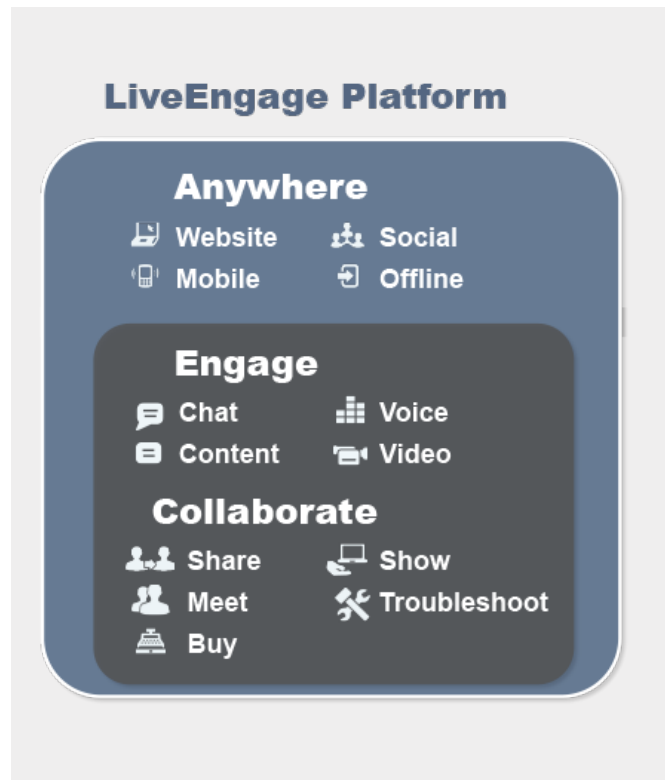 LiveEngage Platform
Anywhere
Website Social
Mobile Offline
Engage
Chat Voice
Content Video
Collaborate
Share Show
Meet Troubleshoot
Buy